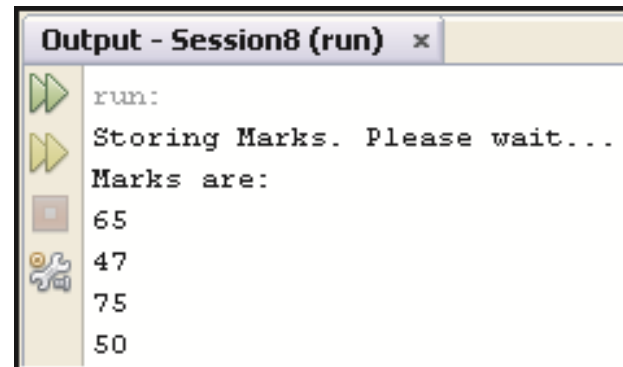 Output - Session8 (run) x
run:
Storing Marks. Please wait...
Marks are:
65
47
75
50